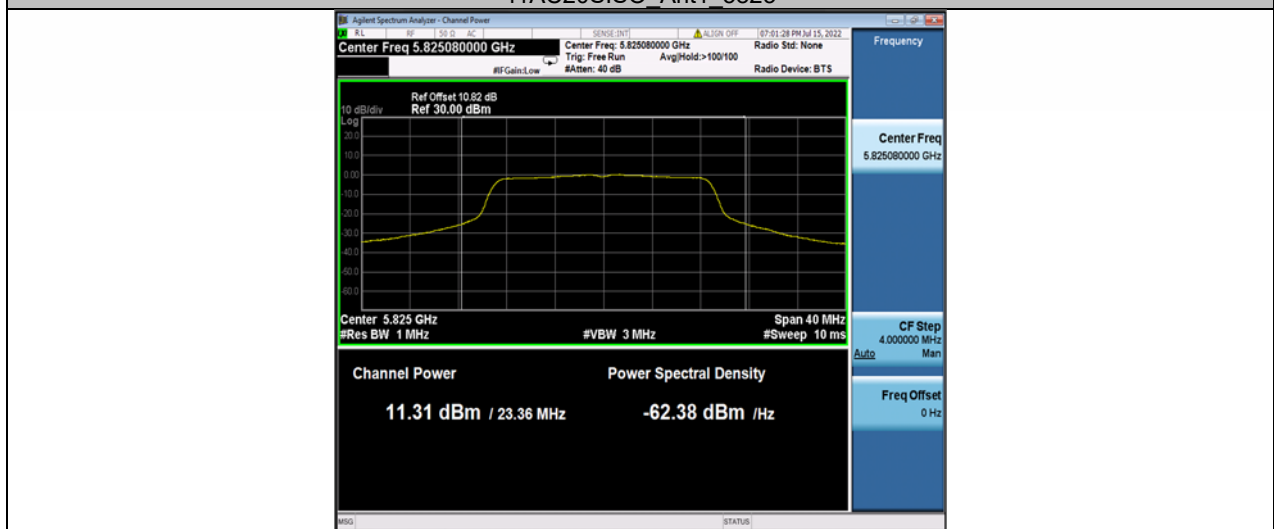 Agilent Spectrum Analyzer - Channel Power
RL RF 50 Ω AC SENSE:INT ALIGN OFF 07:01:28 PM Jul 15, 2022
Center Freq 5.825080000 GHz
Center Freq: 5.825080000 GHz Radio Std: None
Trig: Free Run Avg|Hold:>100/100
#IFGain:Low #Atten: 40 dB Radio Device: BTS
Frequency
Ref Offset 10.82 dB
10 dB/div Ref 30.00 dBm
Log
20.0
10.0
0.00
-10.0
-20.0
-30.0
-40.0
-50.0
-60.0
Center Freq
5.825080000 GHz
Center 5.825 GHz Span 40 MHz
#Res BW 1 MHz #VBW 3 MHz #Sweep 10 ms
CF Step
4.000000 MHz
Auto Man
Channel Power Power Spectral Density
11.31 dBm / 23.36 MHz -62.38 dBm /Hz
Freq Offset
0 Hz
MSG STATUS